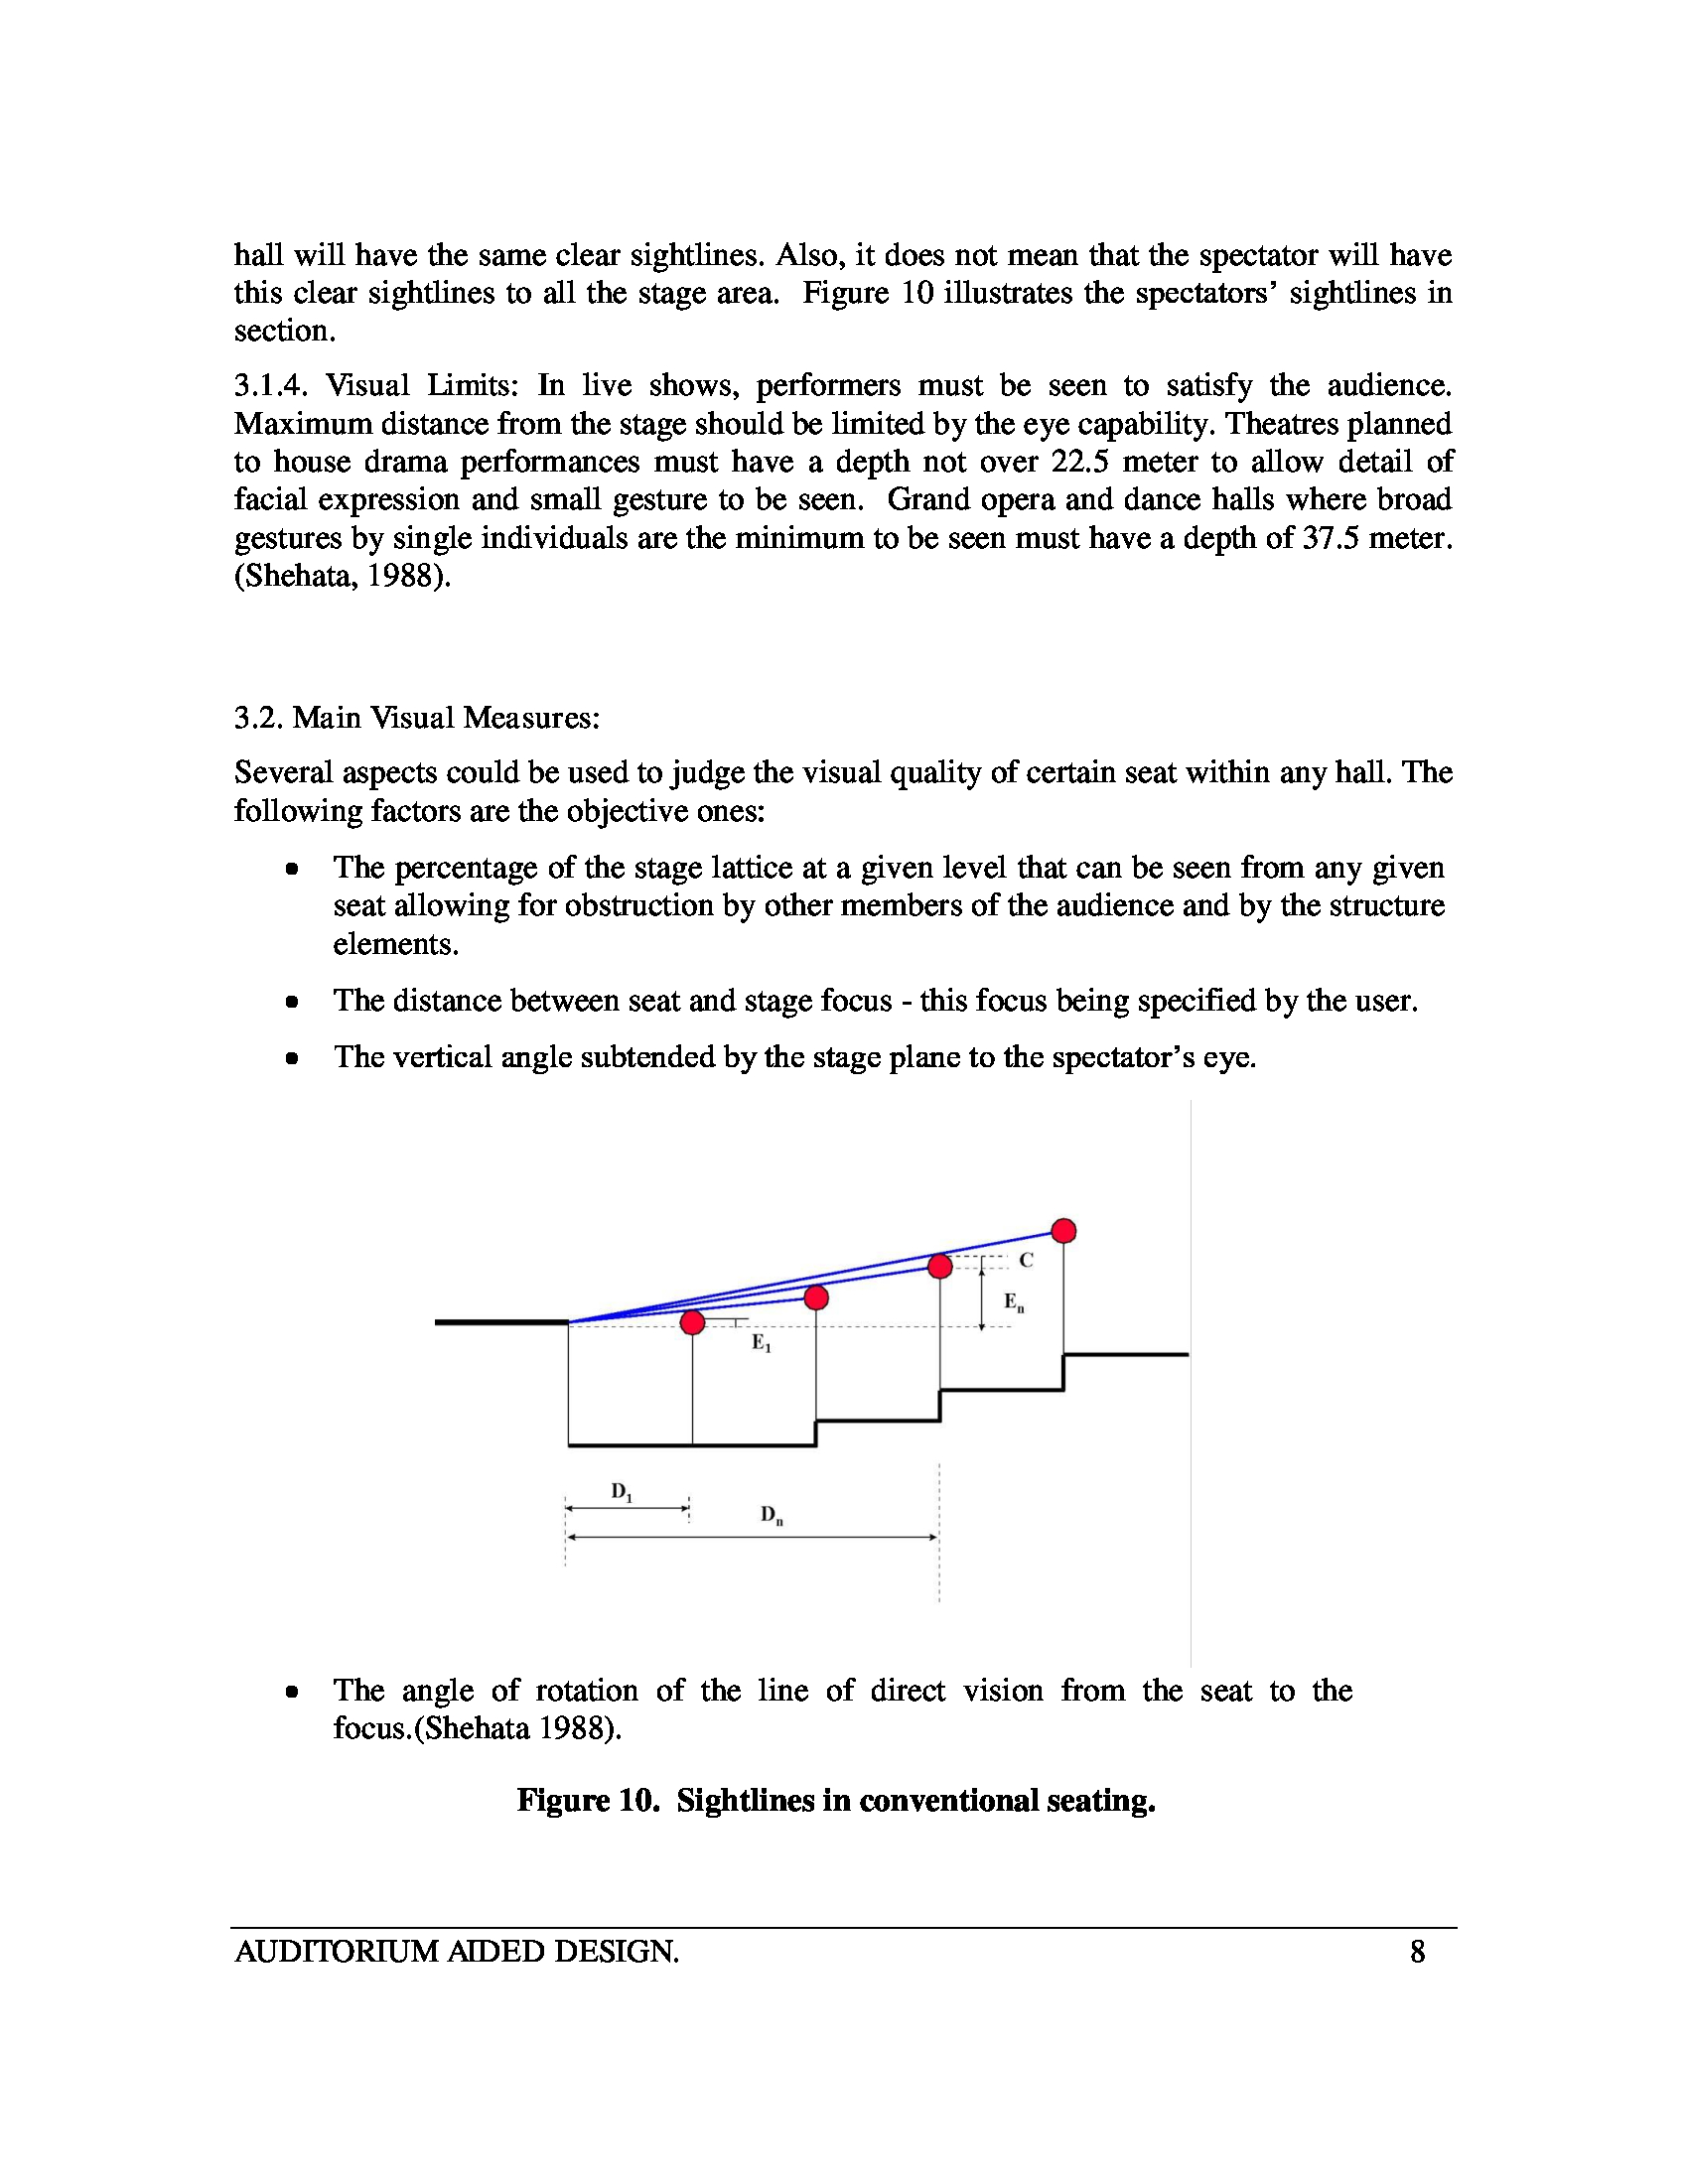 hall will have the same clear sightlines. Also, it does not mean that the spectator will have
this clear sightlines to all the stage area.  Figure 10 illustrates the spectators’ sightlines in
section.
3.1.4. Visual Limits: In live shows, performers must be seen to satisfy the audience.
Maximum distance from the stage should be limited by the eye capability. Theatres planned
to house drama performances must have a depth not over 22.5 meter to allow detail of
facial expression and small gesture to be seen.  Grand opera and dance halls where broad
gestures by single individuals are the minimum to be seen must have a depth of 37.5 meter.
(Shehata, 1988).
3.2. Main Visual Measures:
Several aspects could be used to judge the visual quality of certain seat within any hall. The
following factors are the objective ones:
• The percentage of the stage lattice at a given level that can be seen from any given
seat allowing for obstruction by other members of the audience and by the structure
elements.
• The distance between seat and stage focus - this focus being specified by the user.
• The vertical angle subtended by the stage plane to the spectator’s eye.
C
En
E1
D1
Dn
• The angle of rotation of the line of direct vision from the seat to the
focus.(Shehata 1988).
Figure 10.  Sightlines in conventional seating.
AUDITORIUM AIDED DESIGN. 8